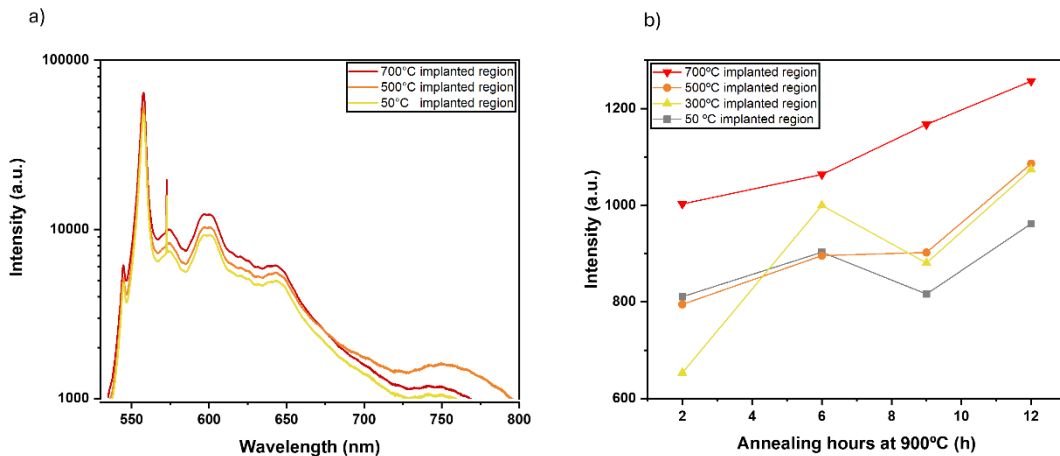 a)
100000
10000
1000
Intensity (a.u.)
700°C implanted region
500°C implanted region
50°C implanted region
550
600
650
700
750
800
Wavelength (nm)
b)
1200
1000
800
600
Intensity (a.u.)
700ºC implanted region
500ºC implanted region
300ºC implanted region
50 ºC implanted region
2
4
6
8
10
12
Annealing hours at 900ºC (h)